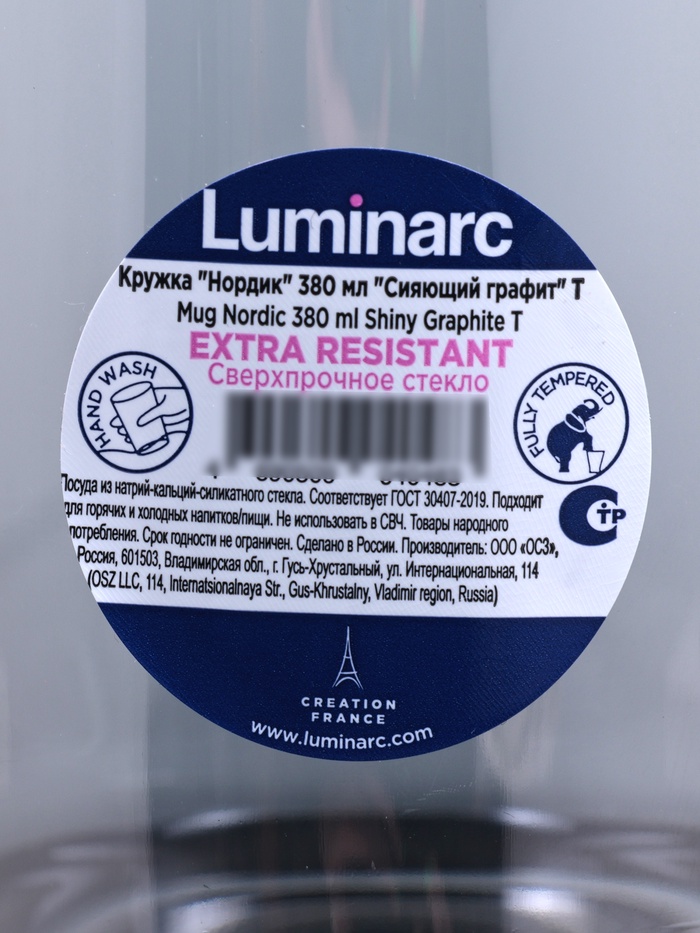 Luminarc
Кружка "Нордик" 380 мл "Сияющий графит" Т
Mug Nordic 380 ml Shiny Graphite T
EXTRA RESISTANT
Сверхпрочное стекло
HAND WASH
FULLY TEMPERED
Посуда из натрий-кальций-силикатного стекла. Соответствует ГОСТ 30407-2019. Подходит
для горячих и холодных напитков/пищи. Не использовать в СВЧ. Товары народного
потребления. Срок годности не ограничен. Сделано в России. Производитель: ООО «ОСЗ»,
Россия, 601503, Владимирская обл., г. Гусь-Хрустальный, ул. Интернациональная, 114
(OSZ LLC, 114, Internatsionalnaya Str., Gus-Khrustalny, Vladimir region, Russia)
СТР
CREATION
FRANCE
www.luminarc.com